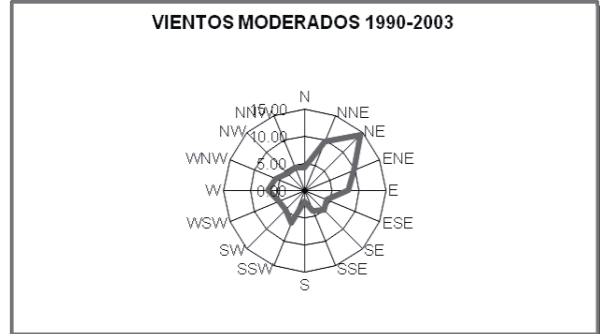 VIENTOS MODERADOS 1990-2003
N
NNW 15.00 NNE
NW 10.00 NE
WNW 5.00 ENE
W 0.00 E
WSW ESE
SW SE
SSW SSE
S